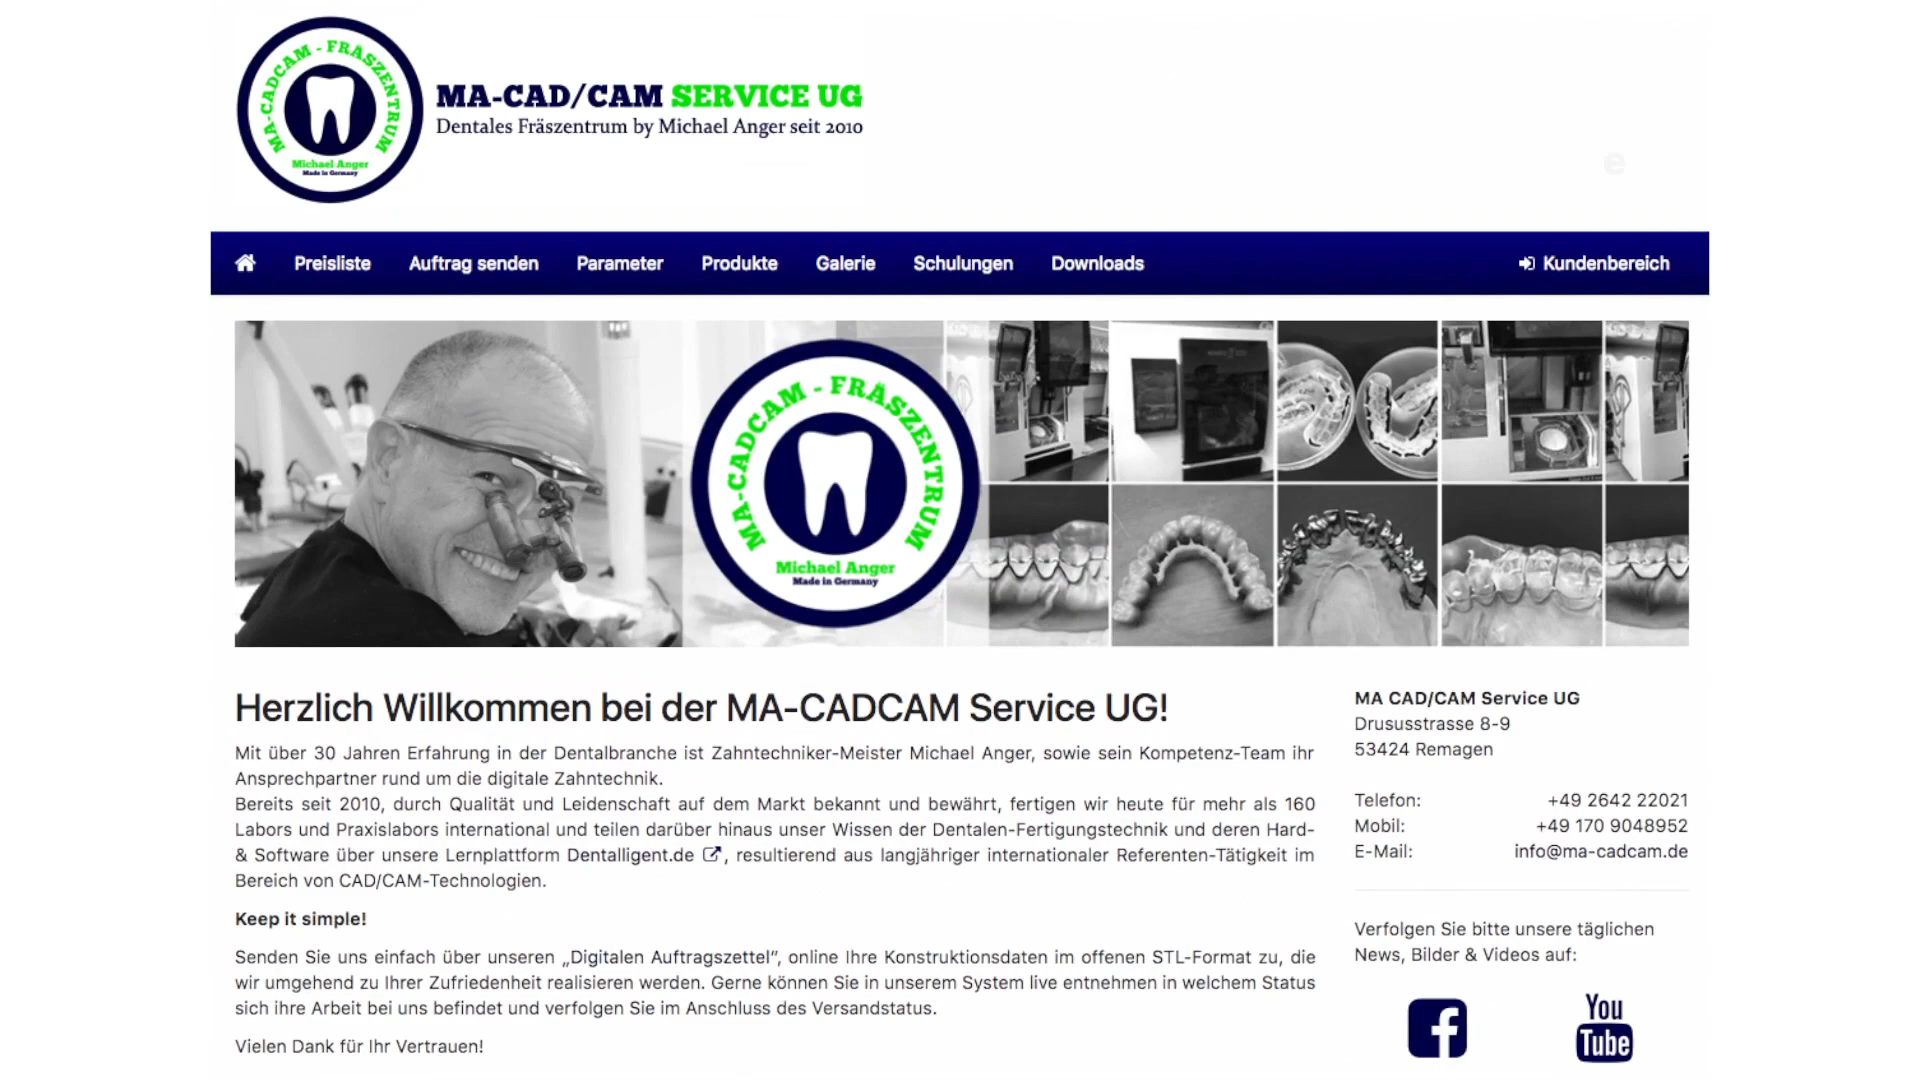 MA-CADCAM - FRÄSZENTRUM
Michael Anger
Made in Germany
MA-CAD/CAM SERVICE UG
Dentales Fräszentrum by Michael Anger seit 2010
e
Preisliste Auftrag senden Parameter Produkte Galerie Schulungen Downloads Kundenbereich
MA-CADCAM - FRÄSZENTRUM
Michael Anger
Made in Germany
Herzlich Willkommen bei der MA-CADCAM Service UG!
Mit über 30 Jahren Erfahrung in der Dentalbranche ist Zahntechniker-Meister Michael Anger, sowie sein Kompetenz-Team ihr
Ansprechpartner rund um die digitale Zahntechnik.
Bereits seit 2010, durch Qualität und Leidenschaft auf dem Markt bekannt und bewährt, fertigen wir heute für mehr als 160
Labors und Praxislabors international und teilen darüber hinaus unser Wissen der Dentalen-Fertigungstechnik und deren Hard-
& Software über unsere Lernplattform Dentalligent.de , resultierend aus langjähriger internationaler Referenten-Tätigkeit im
Bereich von CAD/CAM-Technologien.
Keep it simple!
Senden Sie uns einfach über unseren „Digitalen Auftragszettel“, online Ihre Konstruktionsdaten im offenen STL-Format zu, die
wir umgehend zu Ihrer Zufriedenheit realisieren werden. Gerne können Sie in unserem System live entnehmen in welchem Status
sich ihre Arbeit bei uns befindet und verfolgen Sie im Anschluss des Versandstatus.
Vielen Dank für Ihr Vertrauen!
MA CAD/CAM Service UG
Drususstrasse 8-9
53424 Remagen
Telefon: +49 2642 22021
Mobil: +49 170 9048952
E-Mail: info@ma-cadcam.de
Verfolgen Sie bitte unsere täglichen
News, Bilder & Videos auf:
You
Tube